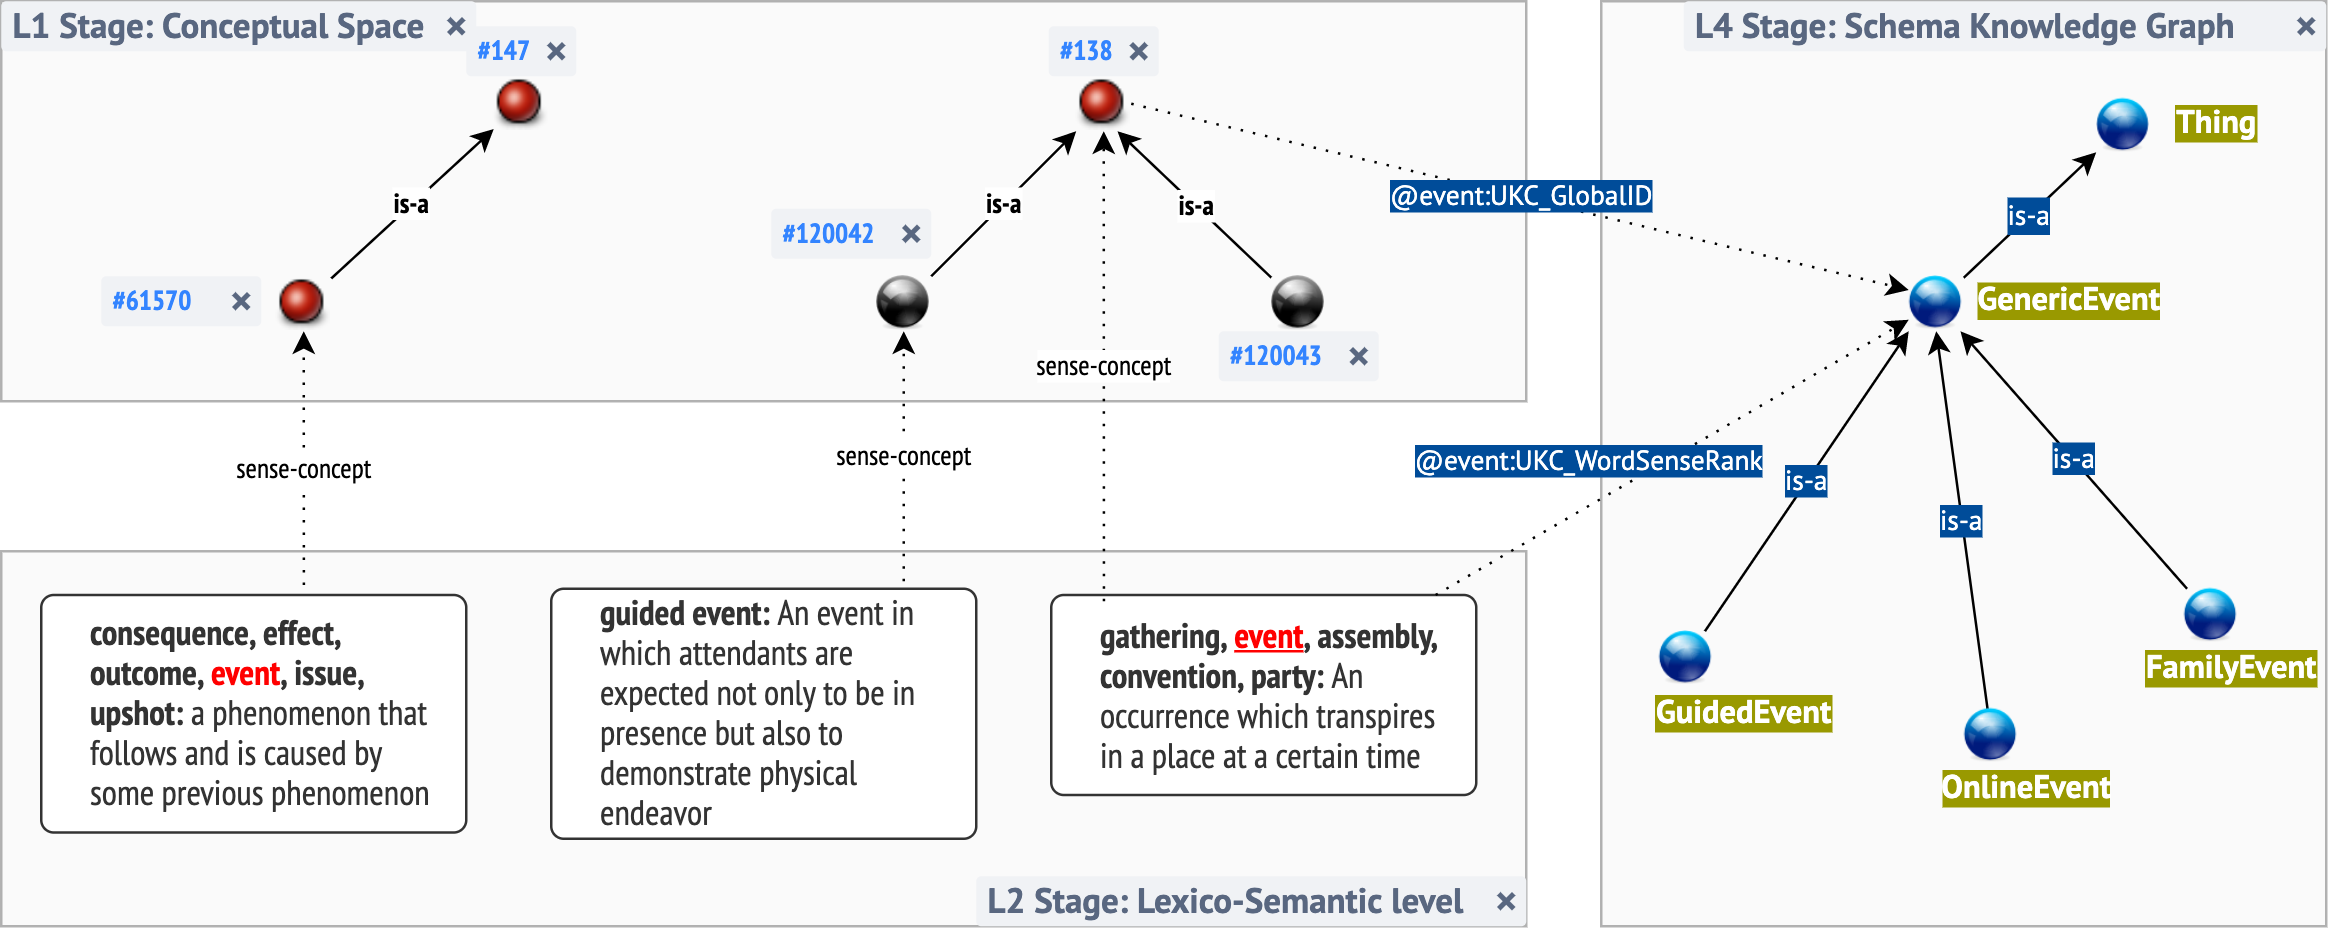 L1 Stage: Conceptual Space
#147
#138
L4 Stage: Schema Knowledge Graph
Thing
@event:UKC_GlobalID
is-a
is-a
is-a
is-a
#120042
#61570
GenericEvent
#120043
sense-concept
sense-concept
sense-concept
@event:UKC_WordSenseRank
is-a
is-a
is-a
consequence, effect,
outcome, event, issue,
upshot: a phenomenon that
follows and is caused by
some previous phenomenon
guided event: An event in
which attendants are
expected not only to be in
presence but also to
demonstrate physical
endeavor
gathering, event, assembly,
convention, party: An
occurrence which transpires
in a place at a certain time
GuidedEvent
FamilyEvent
OnlineEvent
L2 Stage: Lexico-Semantic level